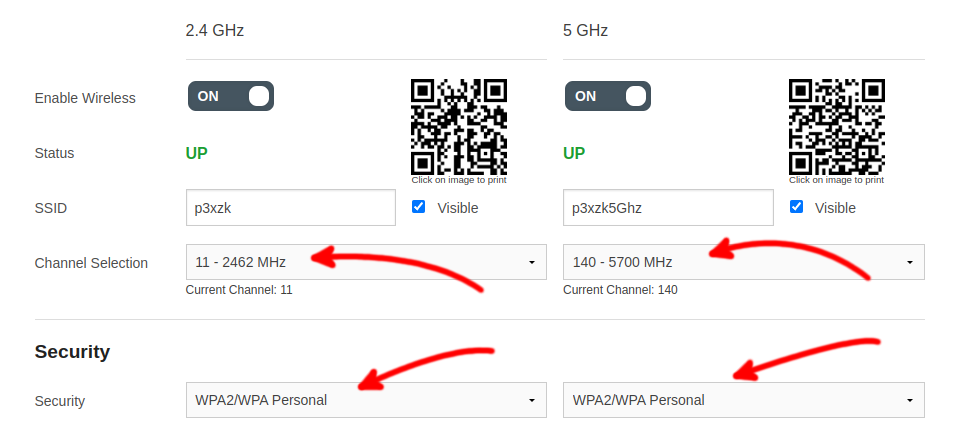 2.4 GHz 5 GHz
Enable Wireless ON ON
Status UP UP
Click on image to print Click on image to print
SSID p3xzk Visible p3xzk5Ghz Visible
Channel Selection 11 - 2462 MHz 140 - 5700 MHz
Current Channel: 11 Current Channel: 140
Security
Security WPA2/WPA Personal WPA2/WPA Personal